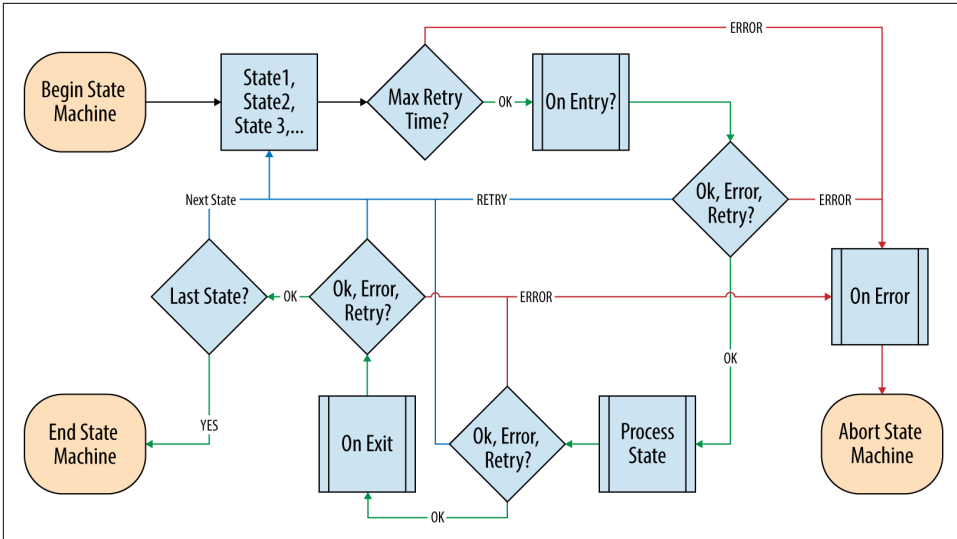 ERROR
Begin State
Machine
State1,
State2,
State 3,...
Max Retry
Time?
OK
On Entry?
Ok, Error,
Retry?
ERROR
Next State
RETRY
Last State?
OK
Ok, Error,
Retry?
ERROR
On Error
OK
YES
End State
Machine
On Exit
Ok, Error,
Retry?
Process
State
Abort State
Machine
OK